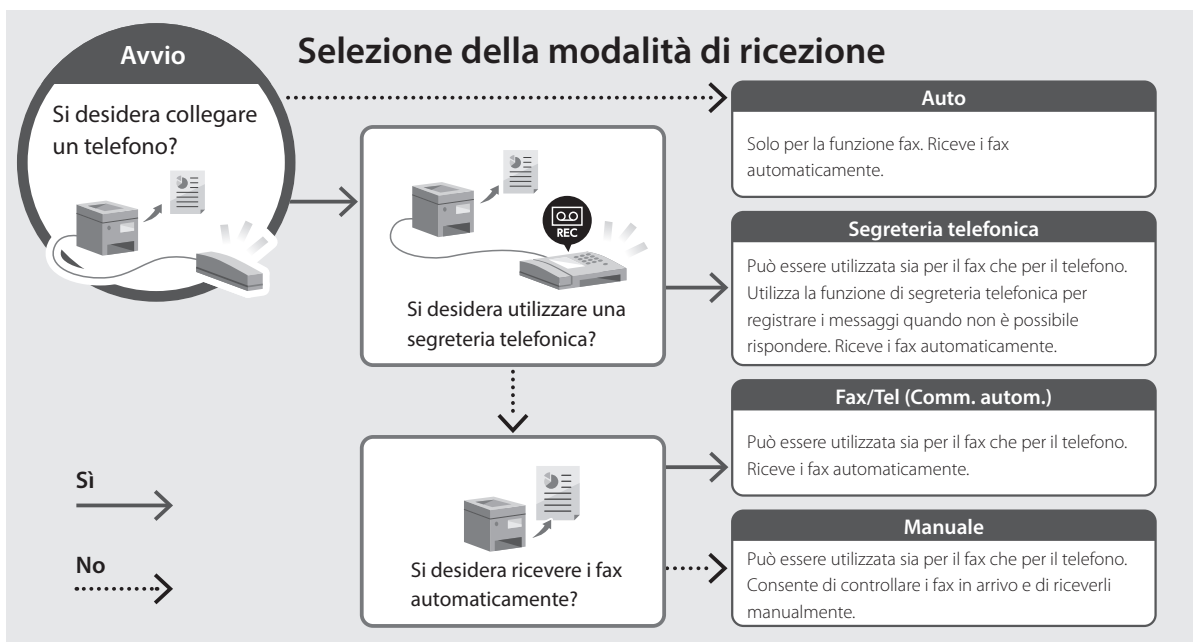 Selezione della modalità di ricezione
Avvio
Si desidera collegare
un telefono?
REC
Si desidera utilizzare una
segreteria telefonica?
Si desidera ricevere i fax
automaticamente?
Auto
Solo per la funzione fax. Riceve i fax
automaticamente.
Segreteria telefonica
Può essere utilizzata sia per il fax che per il telefono.
Utilizza la funzione di segreteria telefonica per
registrare i messaggi quando non è possibile
rispondere. Riceve i fax automaticamente.
Fax/Tel (Comm. autom.)
Può essere utilizzata sia per il fax che per il telefono.
Riceve i fax automaticamente.
Manuale
Può essere utilizzata sia per il fax che per il telefono.
Consente di controllare i fax in arrivo e di riceverli
manualmente.
Sì
No